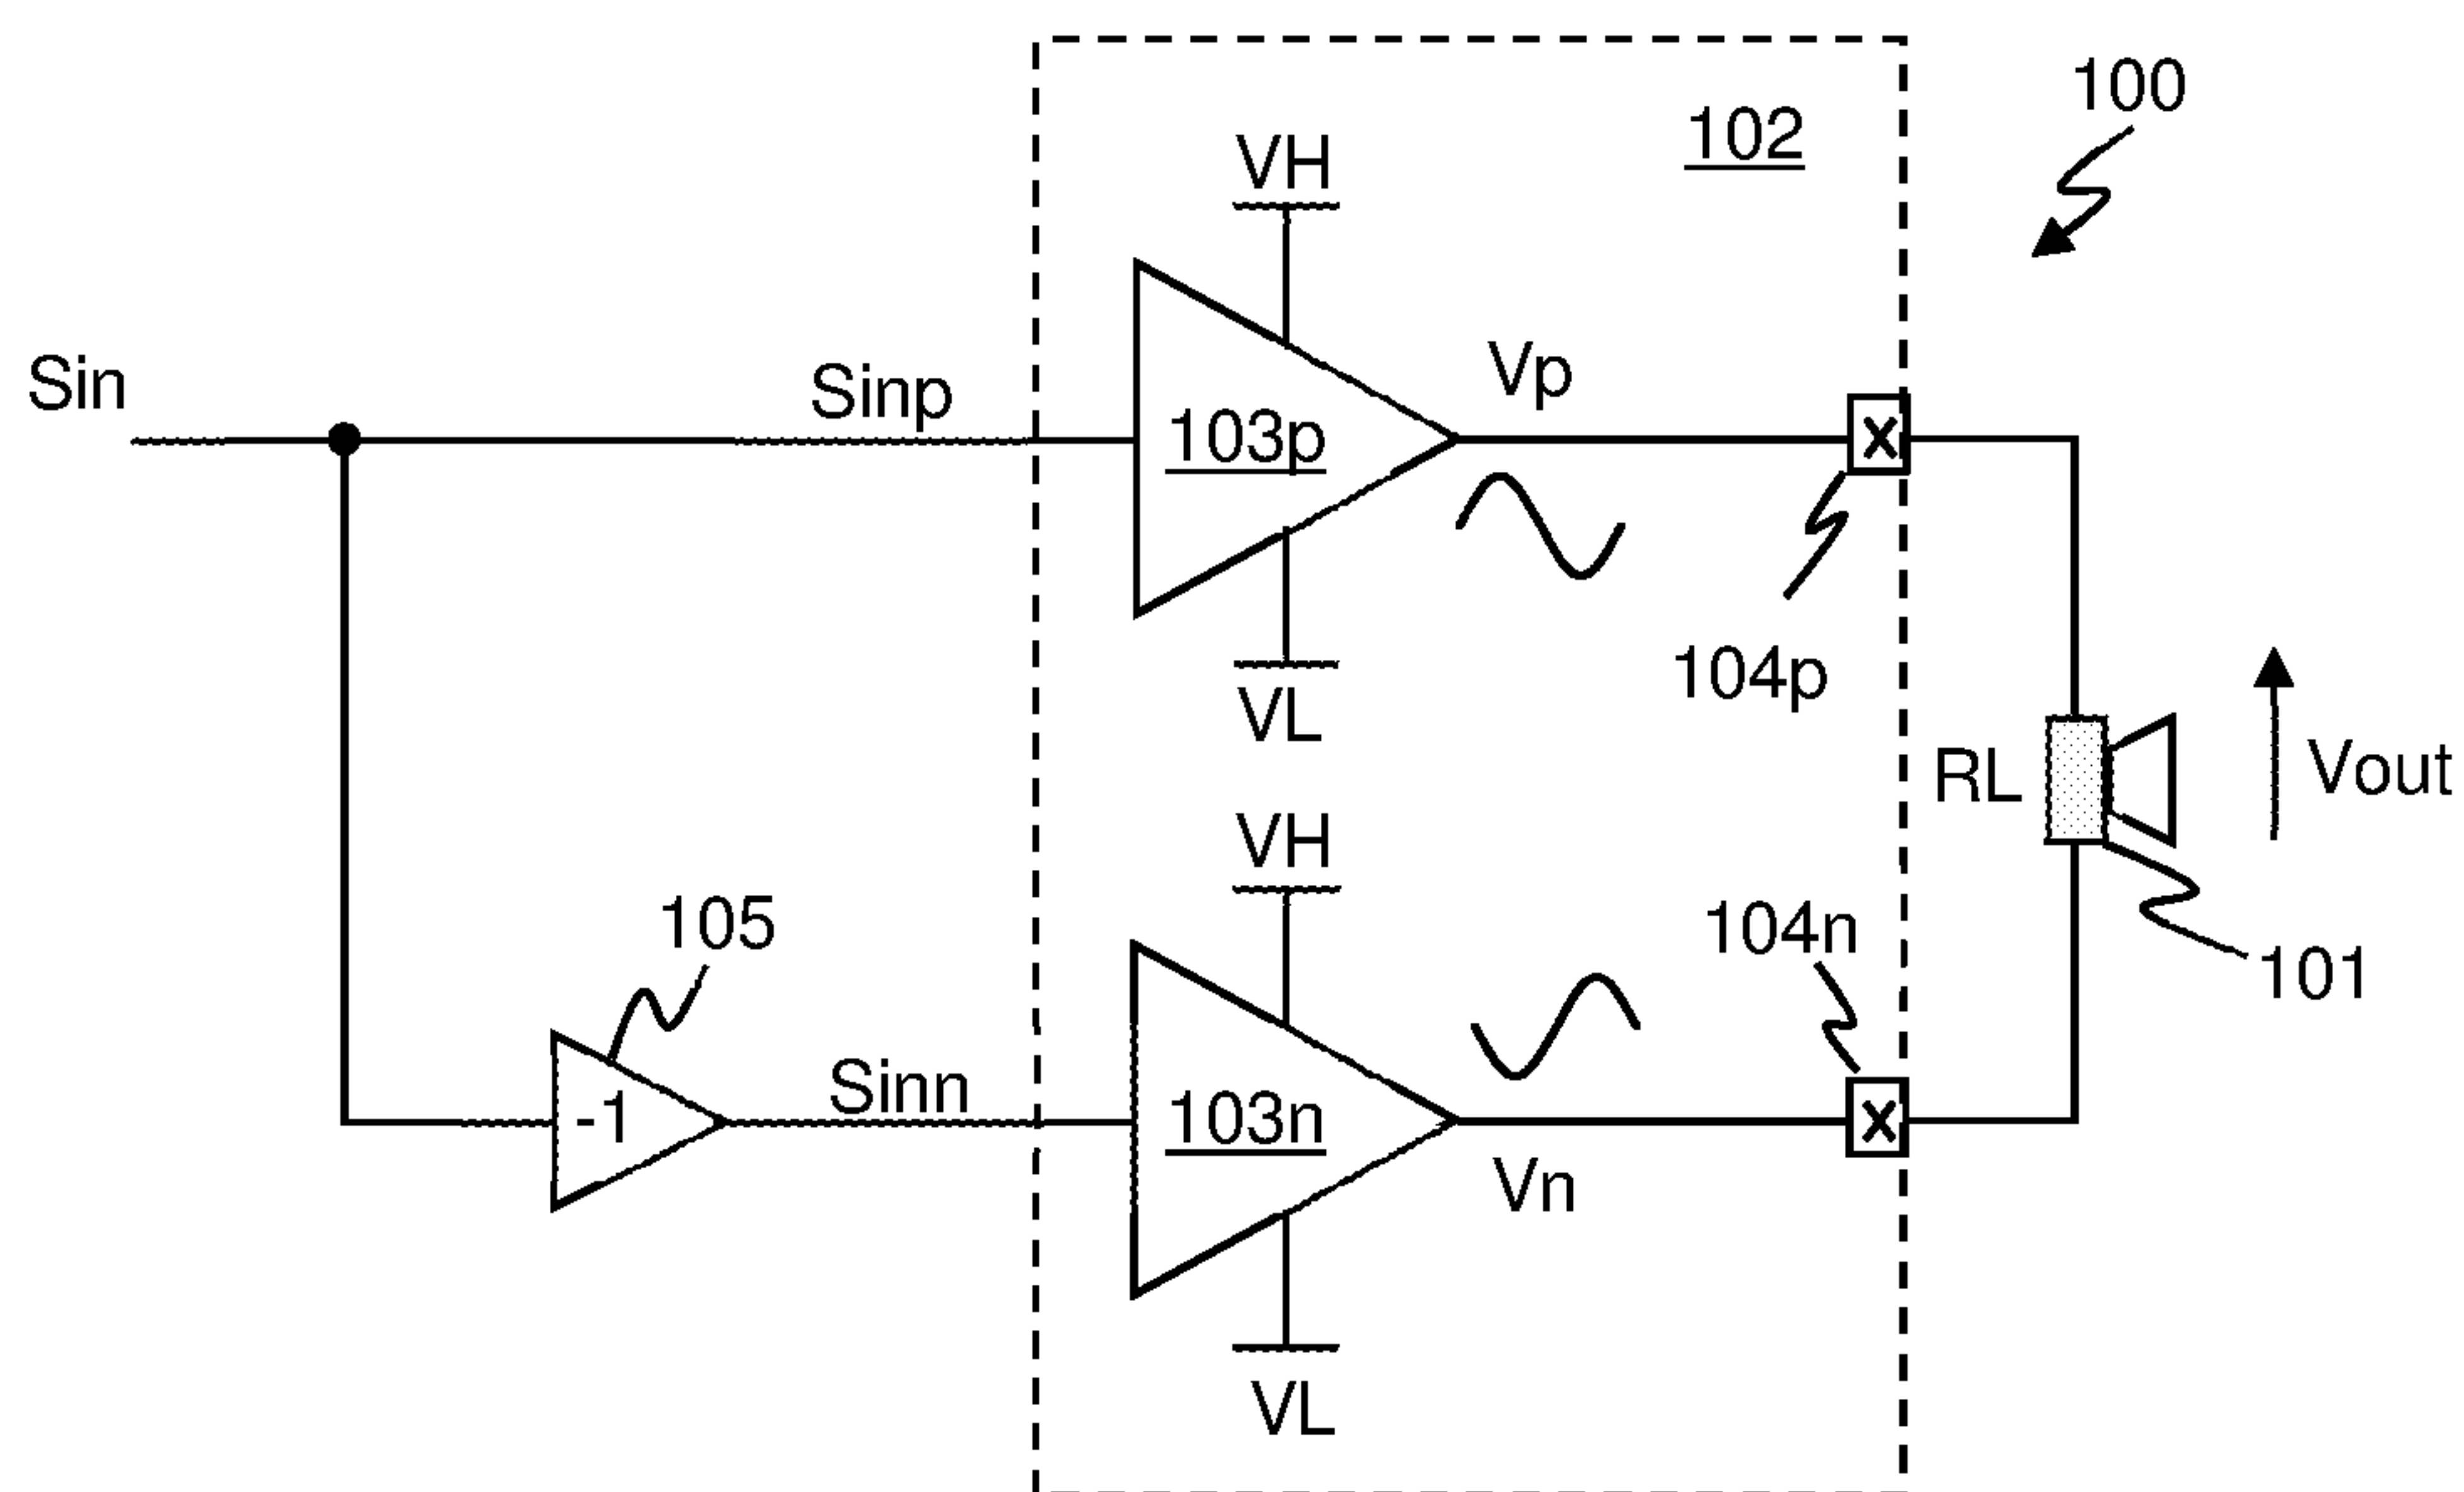 100
102
VH
Sin
Sinp
103p
Vp
X
104p
VL
RL
Vout
VH
105
104n
101
-1
Sinn
103n
X
Vn
VL